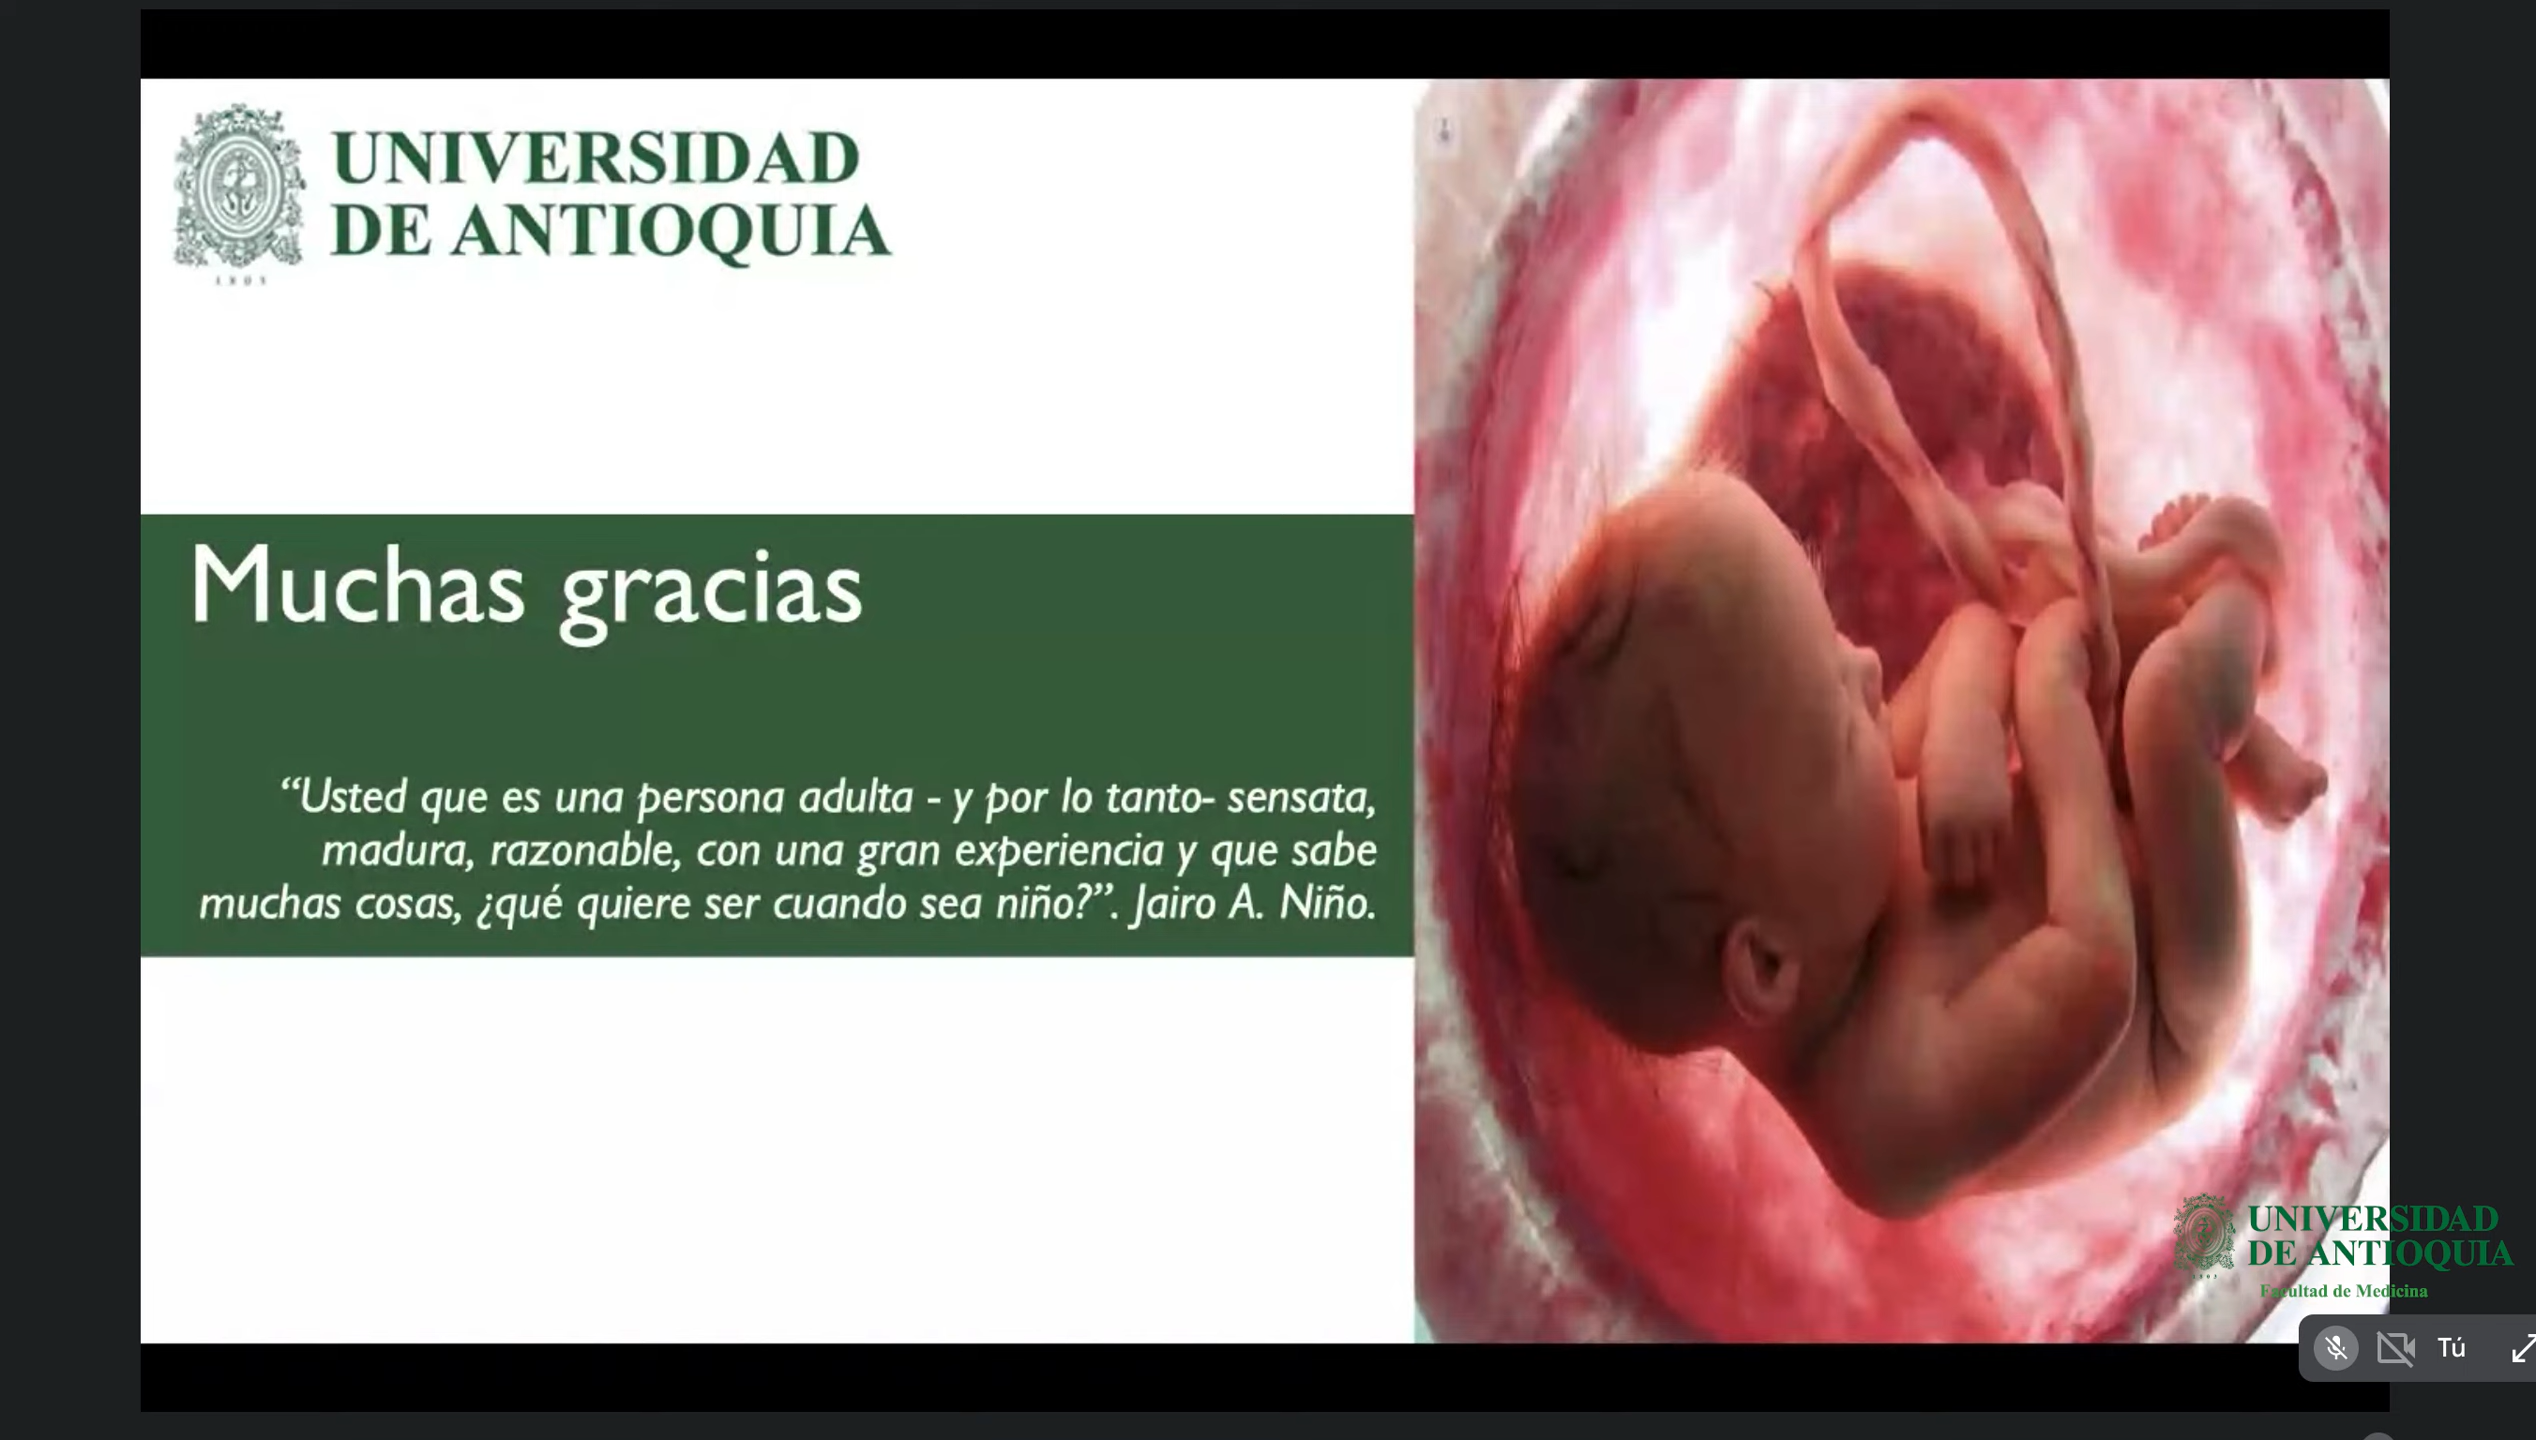 UNIVERSIDAD
DE ANTIOQUIA
1803
Muchas gracias
“Usted que es una persona adulta - y por lo tanto- sensata,
madura, razonable, con una gran experiencia y que sabe
muchas cosas, ¿qué quiere ser cuando sea niño?”. Jairo A. Niño.
UNIVERSIDAD
DE ANTIOQUIA
1803
Facultad de Medicina
Tú